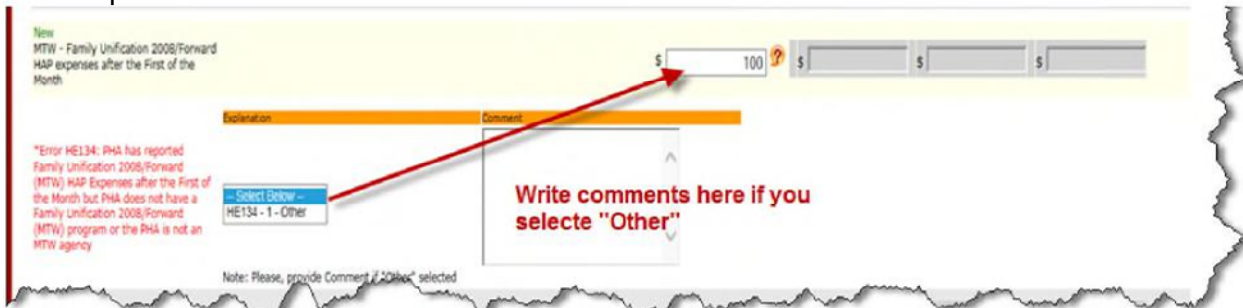 New
MTW - Family Unification 2008/Forward
HAP expenses after the First of the
Month
$ 100 ? $ $ $
Explanation Comment
*Error HE134: PHA has reported
Family Unification 2008/Forward
(MTW) HAP Expenses after the First of
the Month but PHA does not have a
Family Unification 2008/Forward
(MTW) program or the PHA is not an
MTW agency
-- Select Below --
HE134 - 1 - Other
Write comments here if you
selecte "Other"
Note: Please, provide Comment if "Other" selected